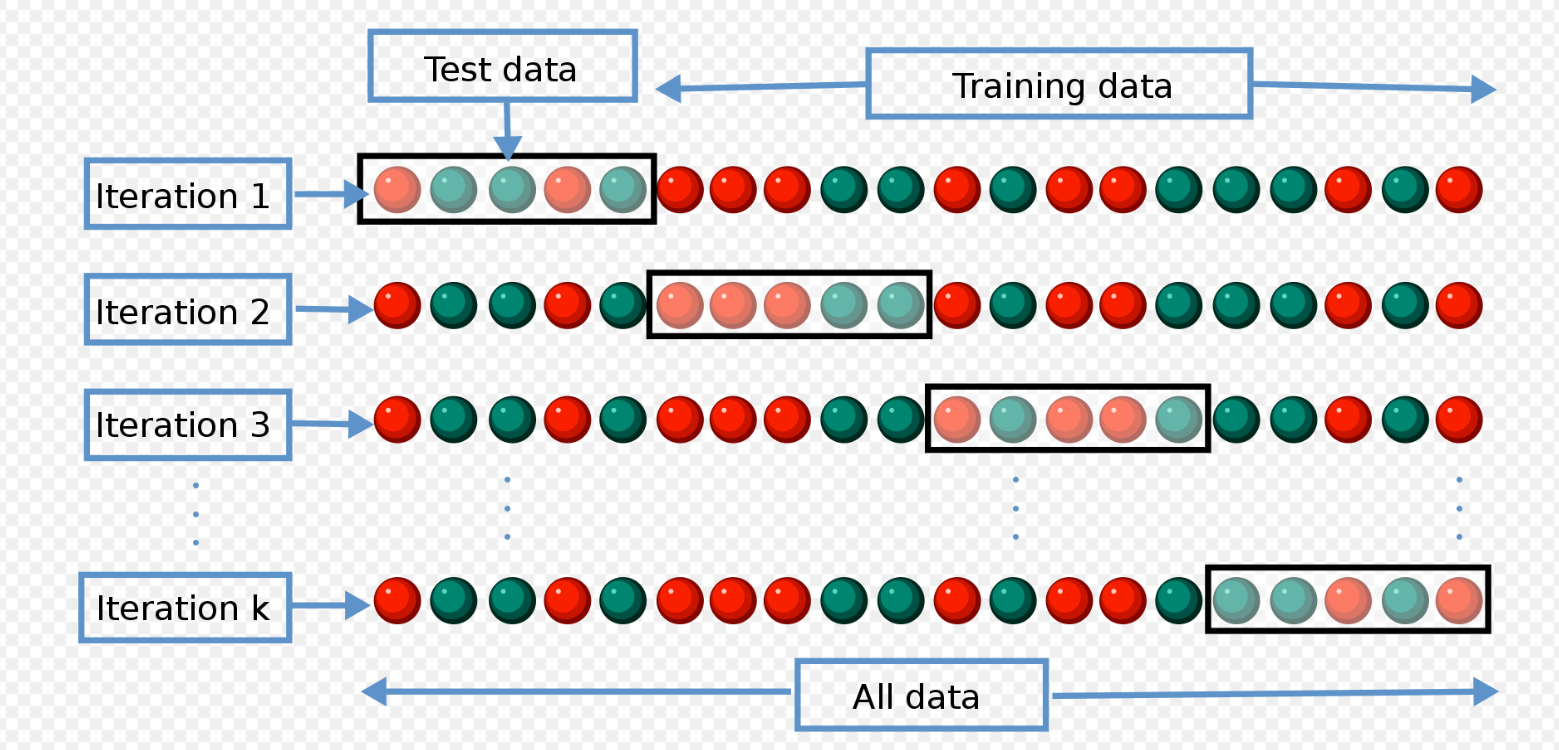 Test data
Training data
Iteration 1
Iteration 2
Iteration 3
Iteration k
All data